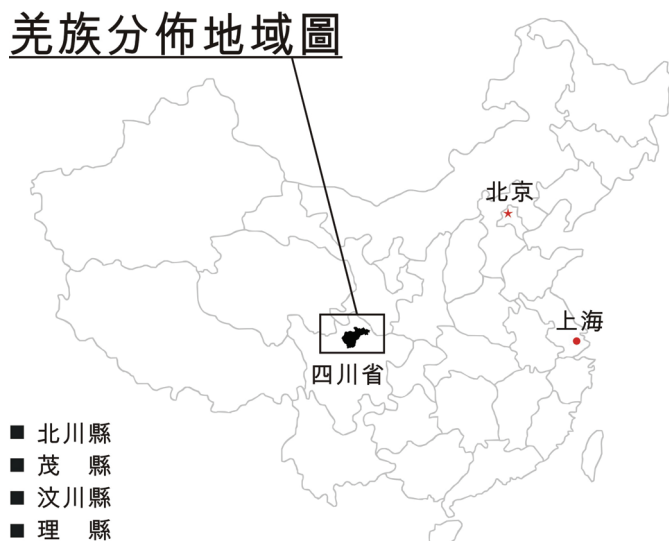 羌族分佈地域圖
北京
上海
四川省
北川縣
茂　縣
汶川縣
理　縣